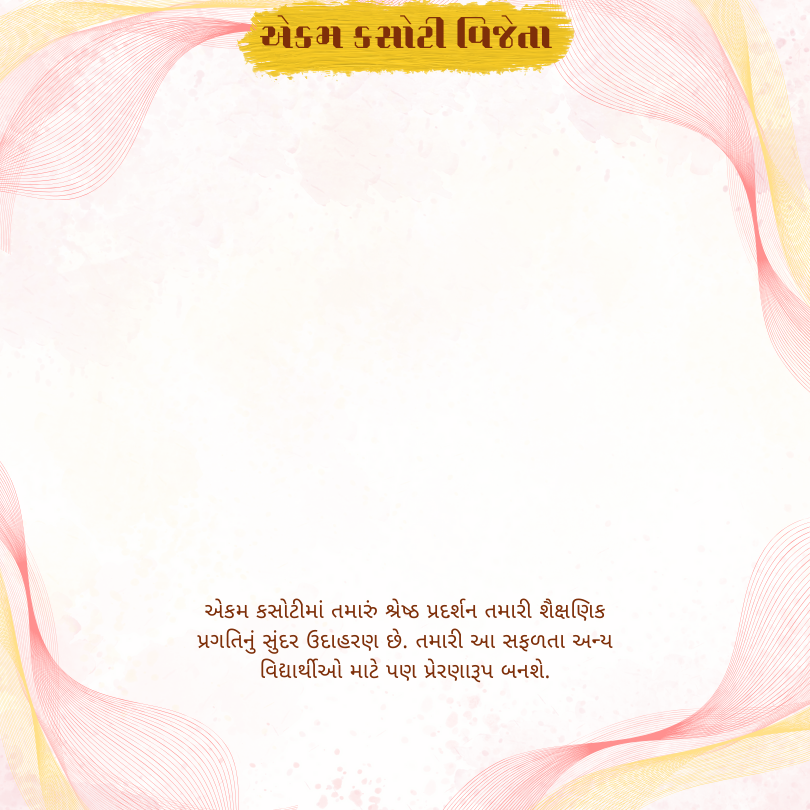 એકમ કસોટી વિજેતા
એકમ કસોટીમાં તમારું શ્રેષ્ઠ પ્રદર્શન તમારી શૈક્ષણિક
પ્રગતિનું સુંદર ઉદાહરણ છે. તમારી આ સફળતા અન્ય
વિદ્યાર્થીઓ માટે પણ પ્રેરણારૂપ બનશે.